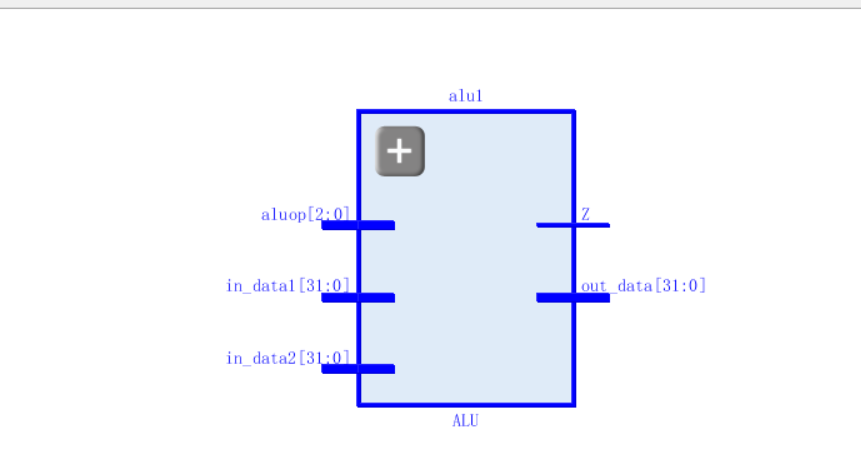 alu1
aluop[2:0]
Z
in_data1[31:0]
out_data[31:0]
in_data2[31:0]
ALU